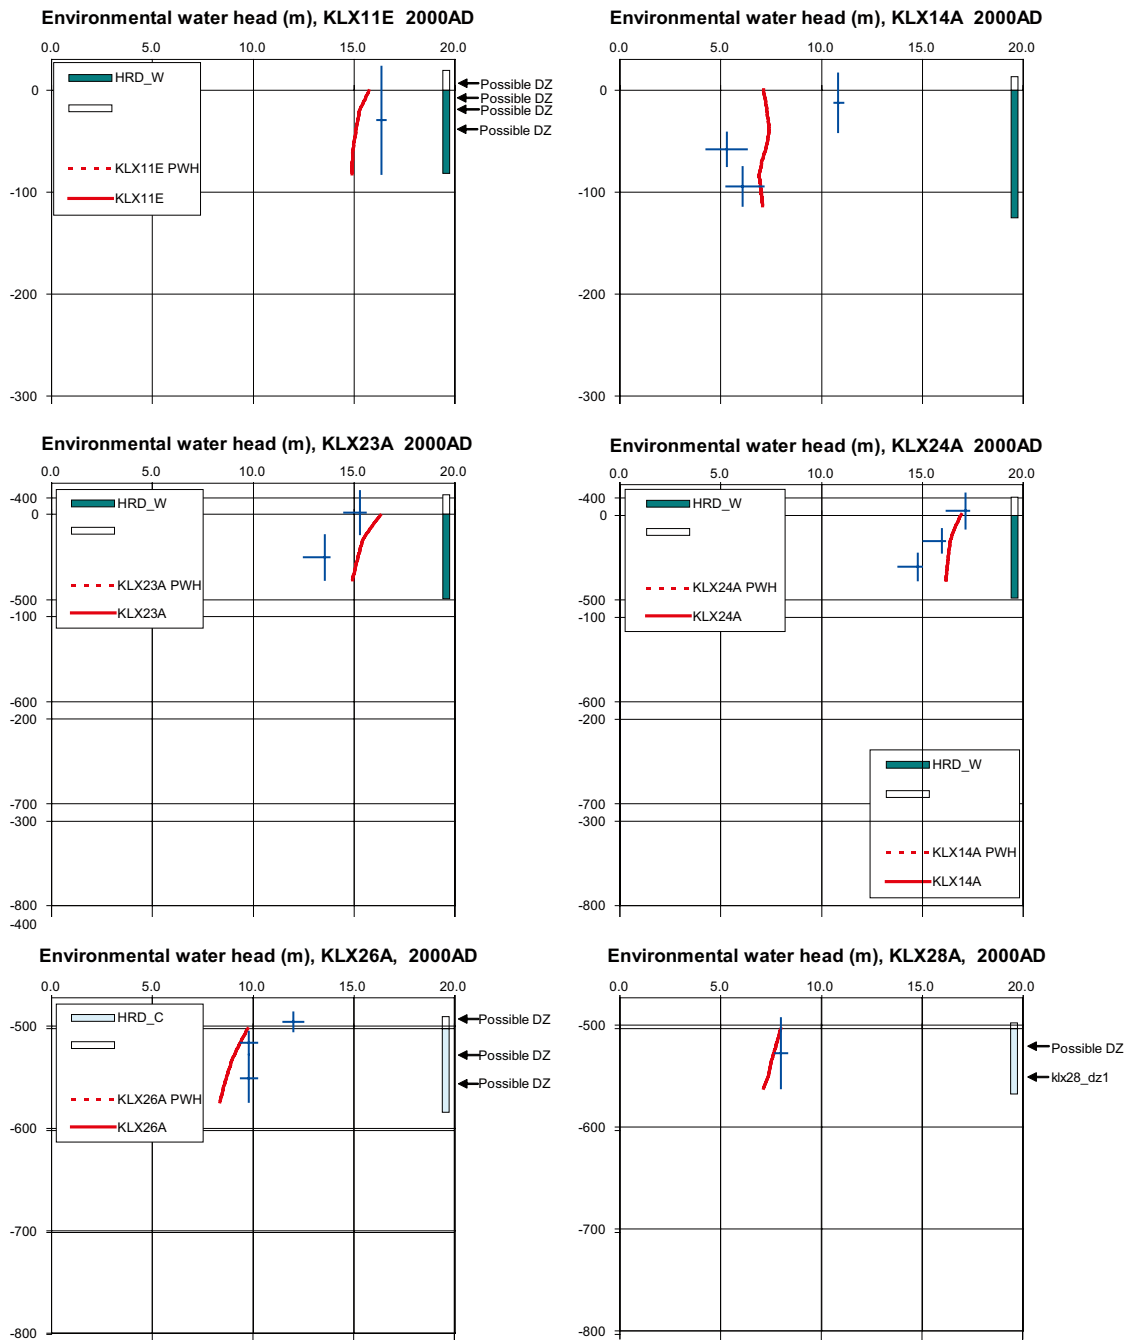 Environmental water head (m), KLX11E 2000AD
0.0 5.0 10.0 15.0 20.0
HRD_W
KLX11E PWH
KLX11E
0
-100
-200
-300
Possible DZ
Possible DZ
Possible DZ
Possible DZ
Environmental water head (m), KLX14A 2000AD
0.0 5.0 10.0 15.0 20.0
0
-100
-200
-300
Environmental water head (m), KLX23A 2000AD
0.0 5.0 10.0 15.0 20.0
HRD_W
KLX23A PWH
KLX23A
-400
0
-500
-100
-600
-200
-700
-300
-800
-400
Environmental water head (m), KLX24A 2000AD
0.0 5.0 10.0 15.0 20.0
HRD_W
KLX24A PWH
KLX24A
-400
0
-500
-100
-600
-200
-700
-300
-800
HRD_W
KLX14A PWH
KLX14A
Environmental water head (m), KLX26A, 2000AD
0.0 5.0 10.0 15.0 20.0
HRD_C
KLX26A PWH
KLX26A
-500
-600
-700
-800
Possible DZ
Possible DZ
Possible DZ
Environmental water head (m), KLX28A, 2000AD
0.0 5.0 10.0 15.0 20.0
-500
-600
-700
-800
Possible DZ
klx28_dz1